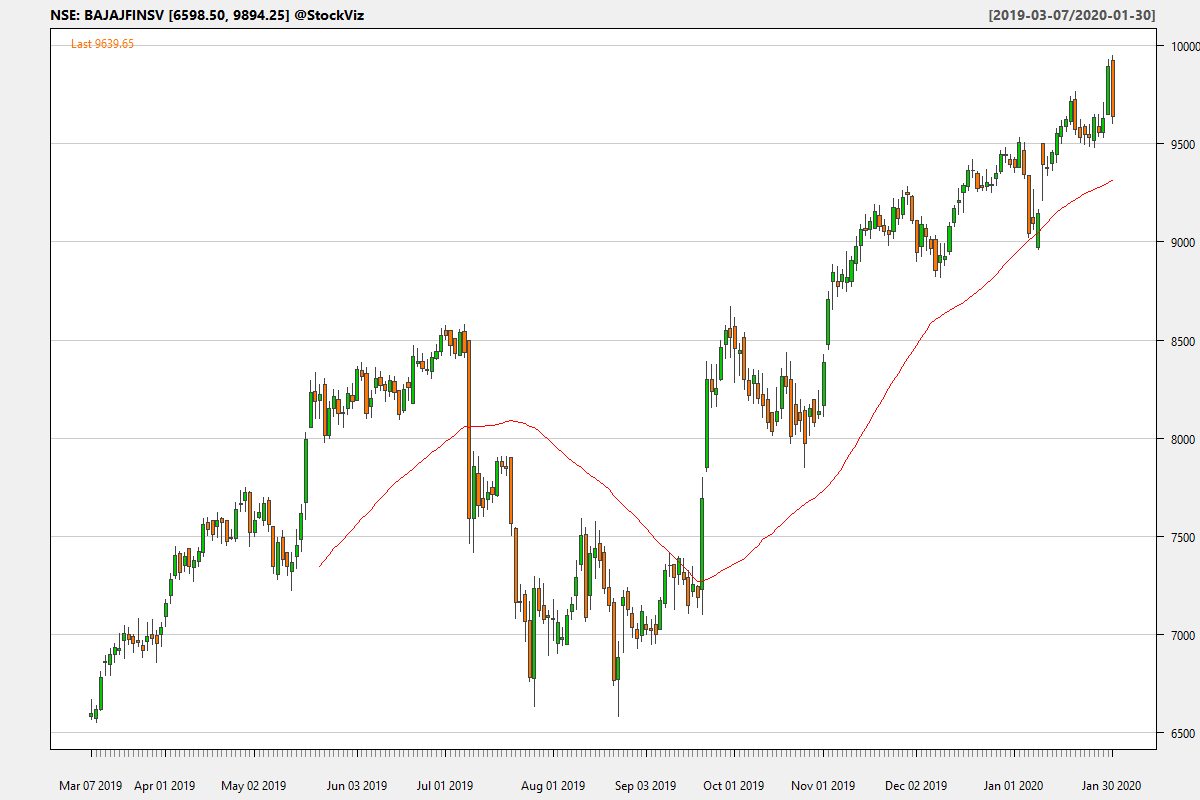 NSE: BAJAJFINSV [6598.50, 9894.25] @StockViz [2019-03-07/2020-01-30]
Last 9639.65
10000
9500
9000
8500
8000
7500
7000
6500
Mar 07 2019 Apr 01 2019 May 02 2019 Jun 03 2019 Jul 01 2019 Aug 01 2019 Sep 03 2019 Oct 01 2019 Nov 01 2019 Dec 02 2019 Jan 01 2020 Jan 30 2020